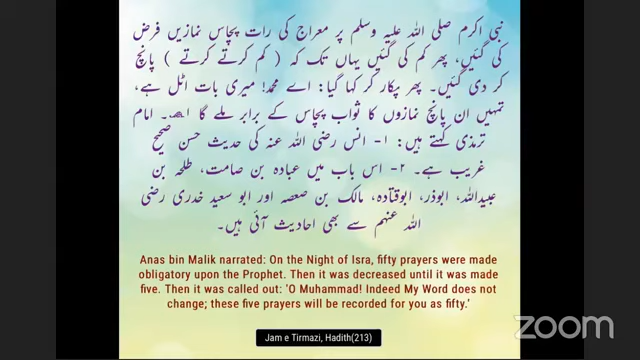 نبی اکرم صلی اللہ علیہ وسلم پر معراج کی رات پچاس نمازیں فرض
کی گئیں، پھر کم کی گئیں یہاں تک کہ ( کم کرتے کرتے ) پانچ
کر دی گئیں۔ پھر پکار کر کہا گیا: اے محمد! میری بات اٹل ہے،
تمہیں ان پانچ نمازوں کا ثواب پچاس کے برابر ملے گا۔ امام
ترمذی کہتے ہیں: ۱- انس رضی اللہ عنہ کی حدیث حسن صحیح
غریب ہے۔ ۲- اس باب میں عبادہ بن صامت، طلحہ بن
عبیداللہ، ابوذر، ابوقتادہ، مالک بن صعصہ اور ابو سعید خدری رضی
اللہ عنہم سے بھی احادیث آئی ہیں۔
Anas bin Malik narrated: On the Night of Isra, fifty prayers were made
obligatory upon the Prophet. Then it was decreased until it was made
five. Then it was called out: 'O Muhammad! Indeed My Word does not
change; these five prayers will be recorded for you as fifty.'
Jam e Tirmazi, Hadith(213)
zoom